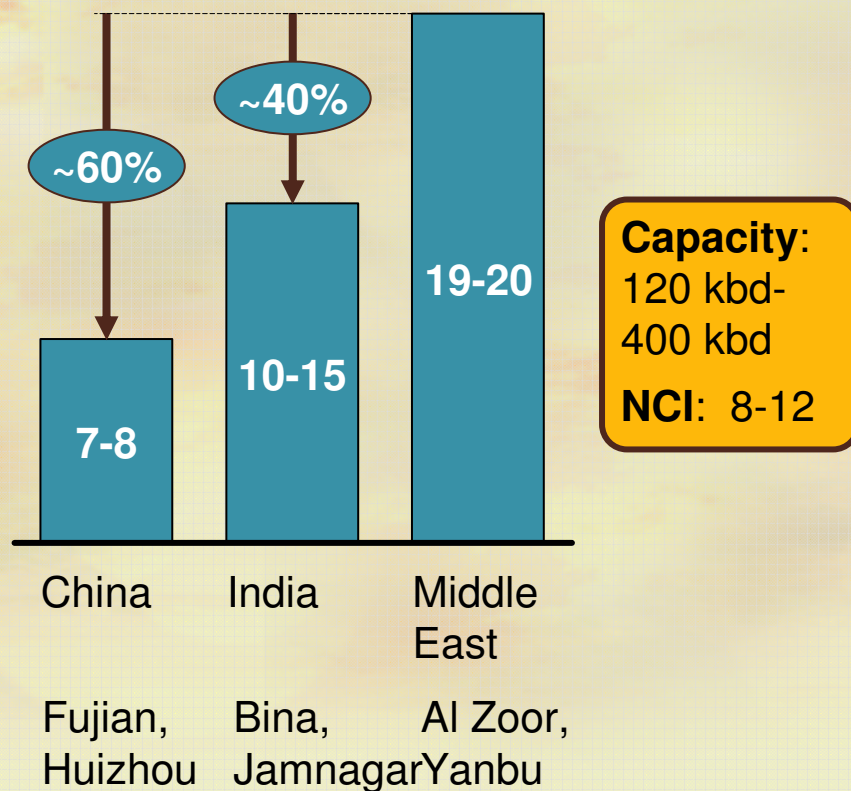 ~60%
~40%
7-8
10-15
19-20
Capacity:
120 kbd-
400 kbd
NCI: 8-12
China
India
Middle
East
Fujian,
Huizhou
Bina,
Jamnagar
Al Zoor,
Yanbu